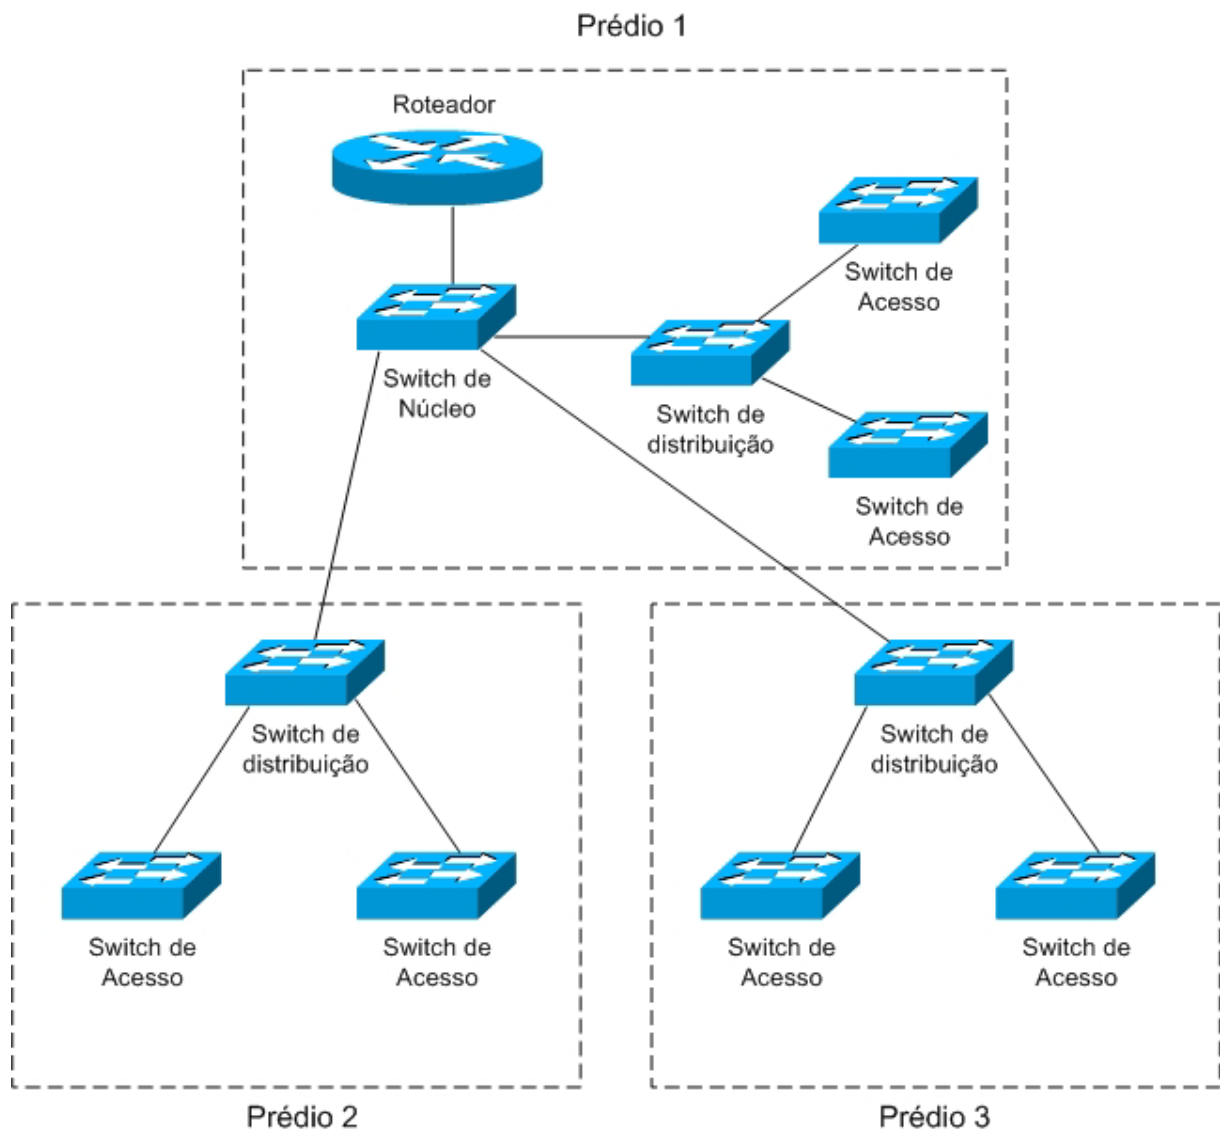 Prédio 1
Roteador
Switch de
Acesso
Switch de
Núcleo
Switch de
distribuição
Switch de
Acesso
Switch de
distribuição
Switch de
distribuição
Switch de
Acesso
Switch de
Acesso
Switch de
Acesso
Switch de
Acesso
Prédio 2
Prédio 3